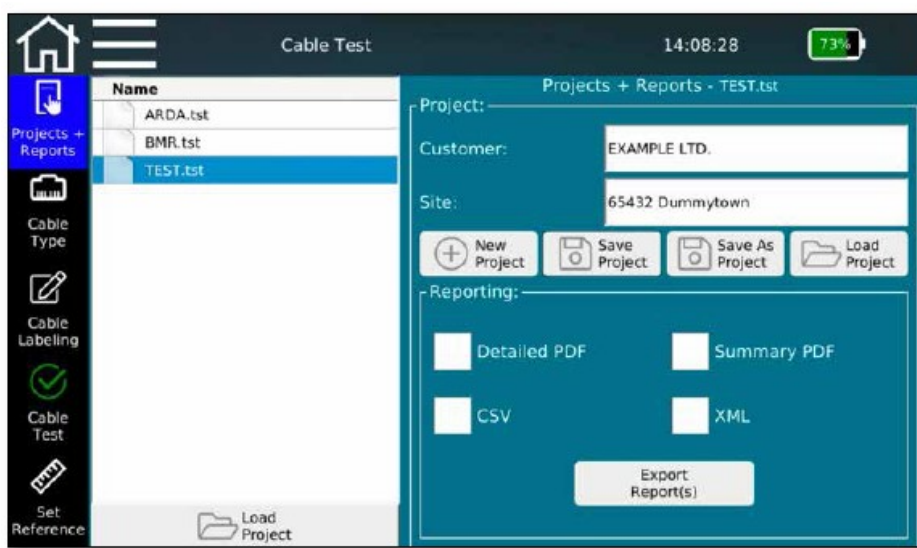 Cable Test
14:08:28
73%
Projects +
Reports
Cable
Type
Cable
Labeling
Cable
Test
Set
Reference
Name
ARDA.tst
BMR.tst
TEST.tst
Load
Project
Projects + Reports - TEST.tst
Project:
Customer: EXAMPLE LTD.
Site: 65432 Dummytown
New
Project
Save
Project
Save As
Project
Load
Project
Reporting:
Detailed PDF
Summary PDF
CSV
XML
Export
Report(s)